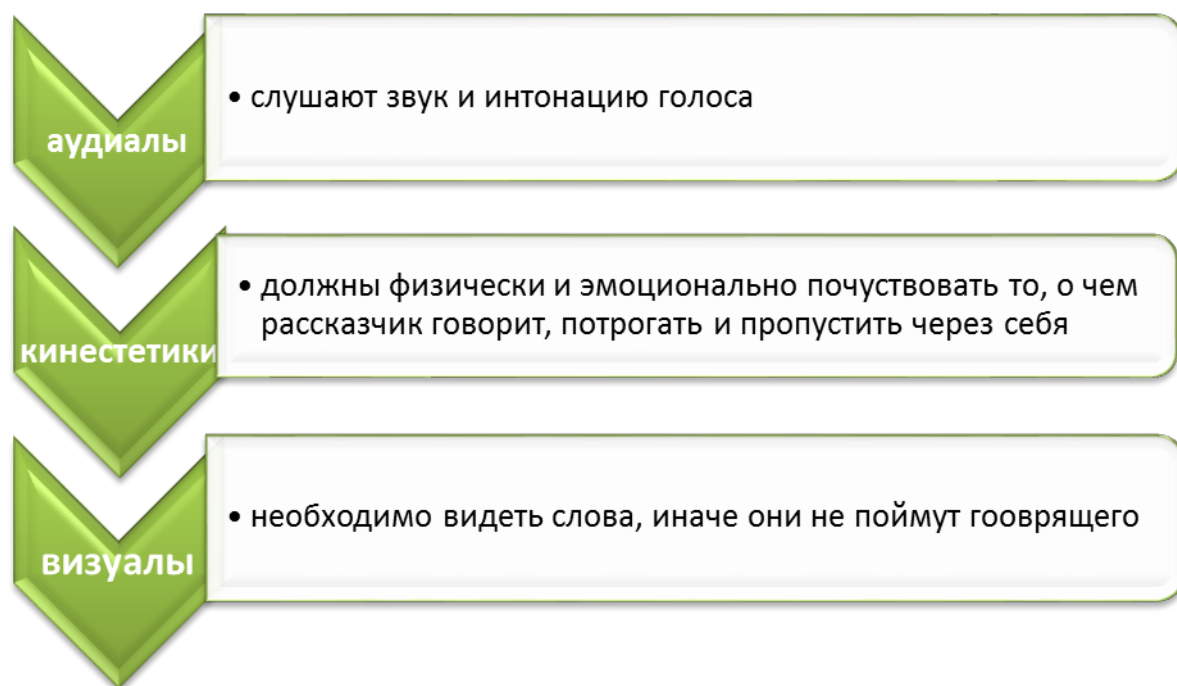 аудиалы
• слушают звук и интонацию голоса
кинестетики
• должны физически и эмоционально почуствовать то, о чем
рассказчик говорит, потрогать и пропустить через себя
визуалы
• необходимо видеть слова, иначе они не поймут гооврящего